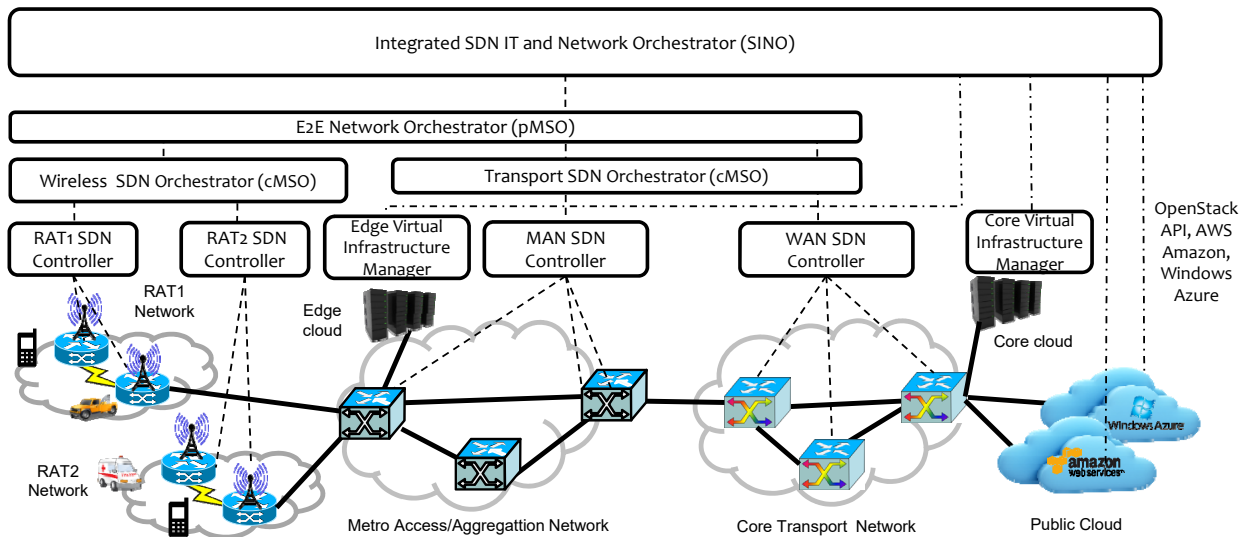 Integrated SDN IT and Network Orchestrator (SINO)
E2E Network Orchestrator (pMSO)
Wireless SDN Orchestrator (cMSO)
Transport SDN Orchestrator (cMSO)
RAT1 SDN
Controller
RAT2 SDN
Controller
Edge Virtual
Infrastructure
Manager
MAN SDN
Controller
WAN SDN
Controller
Core Virtual
Infrastructure
Manager
OpenStack
API, AWS
Amazon,
Windows
Azure
RAT1
Network
Edge
cloud
Core cloud
Windows Azure
amazon
web services™
RAT2
Network
Metro Access/Aggregattion Network
Core Transport Network
Public Cloud